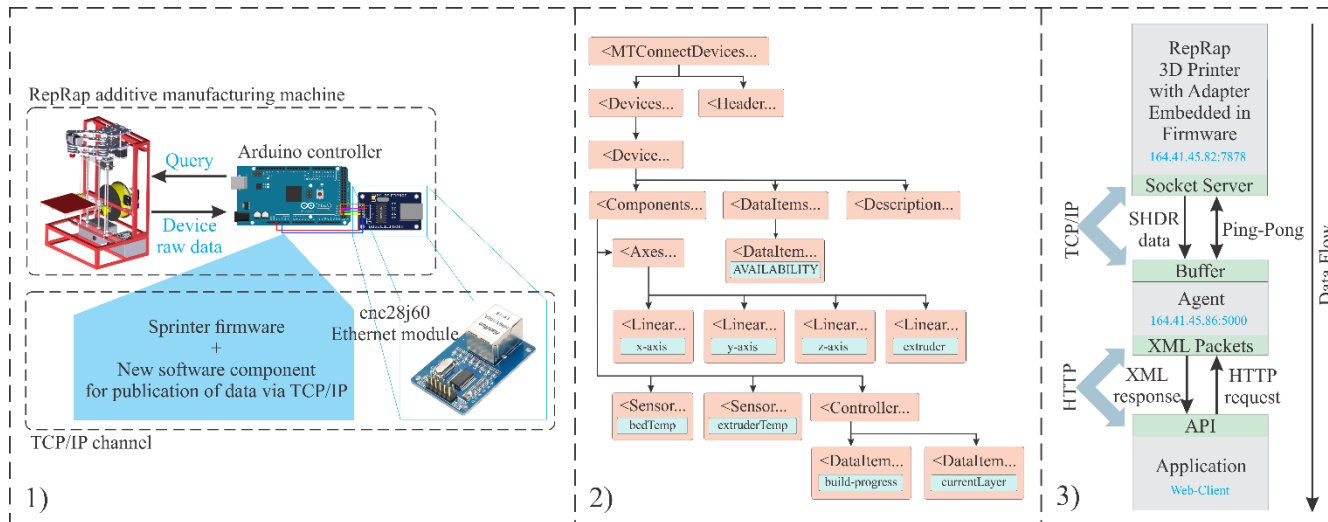 RepRap additive manufacturing machine
Arduino controller
Query
Device
raw data
enc28j60
Ethernet module
Sprinter firmware
+
New software component
for publication of data via TCP/IP
TCP/IP channel
1)
<MTConnectDevices...
<Devices...
<Header...
<Device...
<Components...
<DataItems...
<Description...
<Axes...
<DataItem...
AVAILABILITY
<Linear...
x-axis
<Linear...
y-axis
<Linear...
z-axis
<Linear...
extruder
<Sensor...
bedTemp
<Sensor...
extruderTemp
<Controller...
<DataItem...
build-progress
<DataItem...
currentLayer
2)
RepRap
3D Printer
with Adapter
Embedded in
Firmware
164.41.45.82:7878
Socket Server
TCP/IP
SHDR
data
Ping-Pong
Buffer
Agent
164.41.45.86:5000
XML Packets
HTTP
XML
response
HTTP
request
API
Application
Web-Client
Data Flow
3)